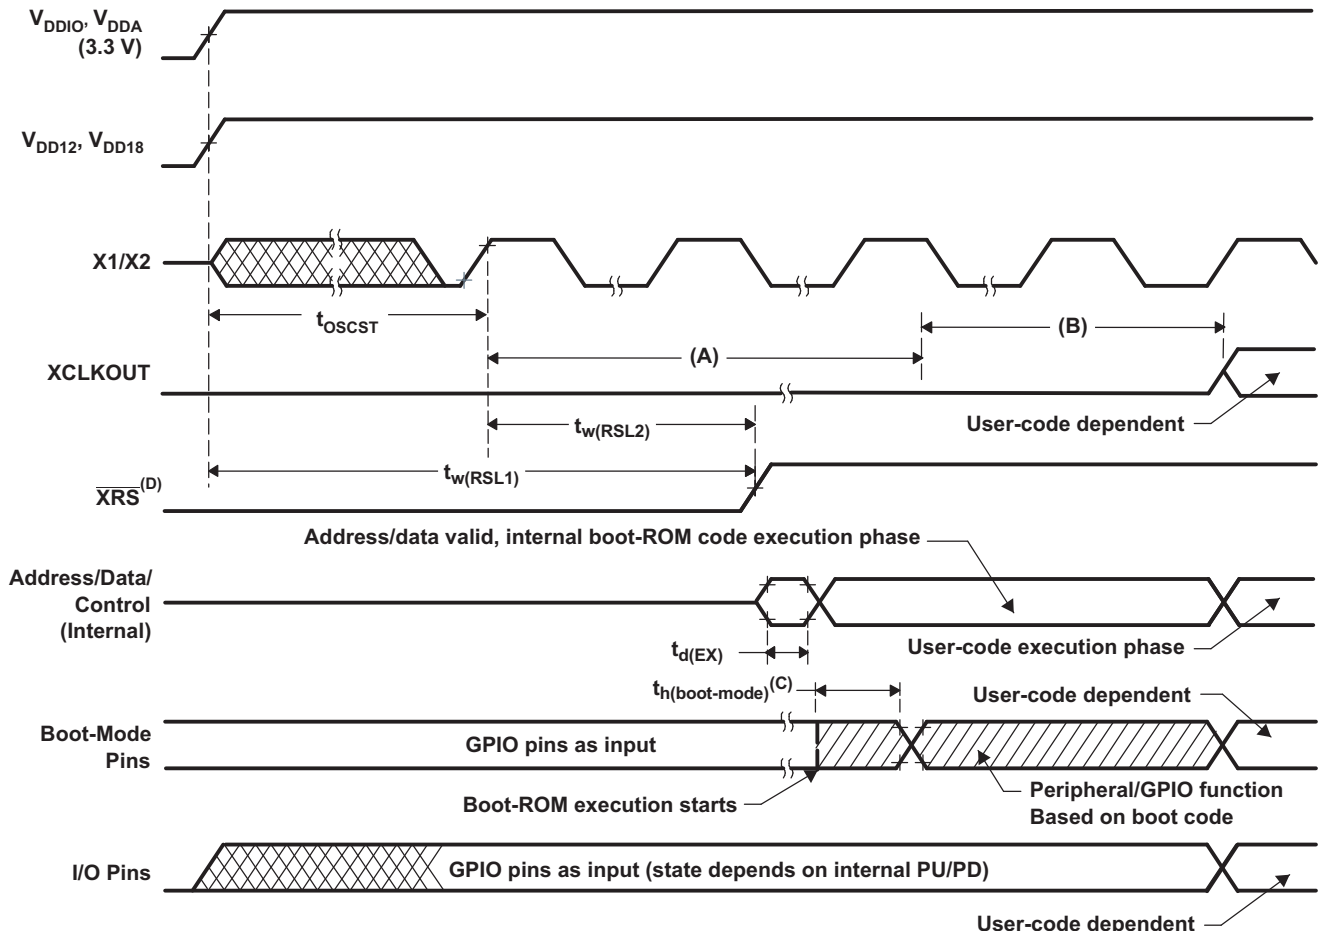 VDDIO, VDDA
(3.3 V)
VDD12, VDD18
X1/X2
tOSCST
(B)
(A)
XCLKOUT
User-code dependent
tw(RSL2)
tw(RSL1)
XRS(D)
Address/data valid, internal boot-ROM code execution phase
Address/Data/
Control
(Internal)
td(EX)
User-code execution phase
th(boot-mode)(C)
User-code dependent
Boot-Mode
Pins
GPIO pins as input
Boot-ROM execution starts
Peripheral/GPIO function
Based on boot code
I/O Pins
GPIO pins as input (state depends on internal PU/PD)
User-code dependent